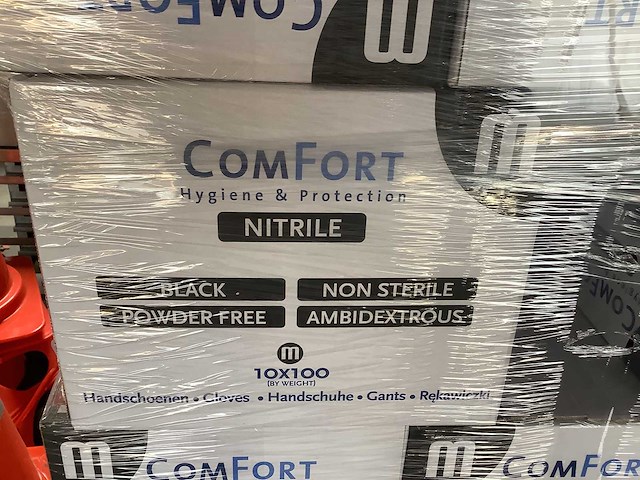 COMFORT
m
m
COMFORT
Hygiene & Protection
NITRILE
BLACK
NON STERILE
POWDER FREE
AMBIDEXTROUS
m
10X100
(BY WEIGHT)
Handschoenen • Gloves • Handschuhe • Gants • Rękawiczki
m
COMFORT
m
COMFORT